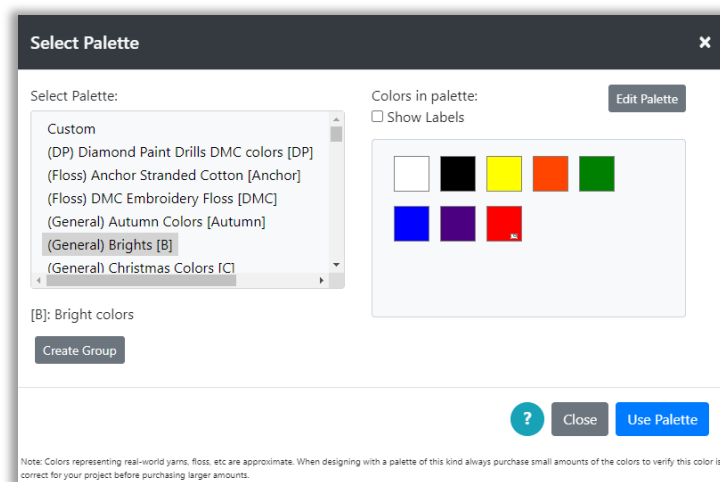 Select Palette
×
Select Palette:
Custom
(DP) Diamond Paint Drills DMC colors [DP]
(Floss) Anchor Stranded Cotton [Anchor]
(Floss) DMC Embroidery Floss [DMC]
(General) Autumn Colors [Autumn]
(General) Brights [B]
(General) Christmas Colors [C]
[B]: Bright colors
Create Group
Colors in palette:
Edit Palette
Show Labels
?
Close
Use Palette
Note: Colors representing real-world yarns, floss, etc are approximate. When designing with a palette of this kind always purchase small amounts of the colors to verify this color is
correct for your project before purchasing larger amounts.